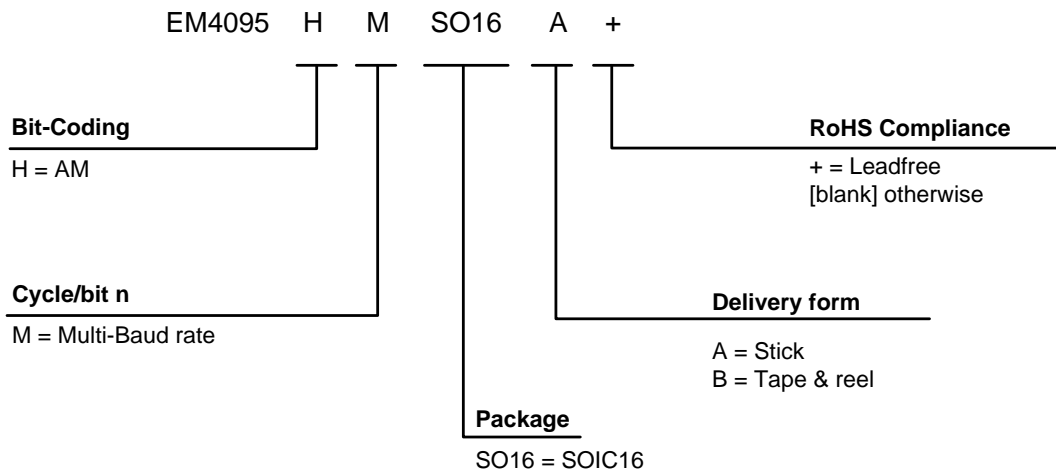 EM4095 H M SO16 A +
Bit-Coding
H = AM
RoHS Compliance
+ = Leadfree
[blank] otherwise
Cycle/bit n
M = Multi-Baud rate
Delivery form
A = Stick
B = Tape & reel
Package
SO16 = SOIC16